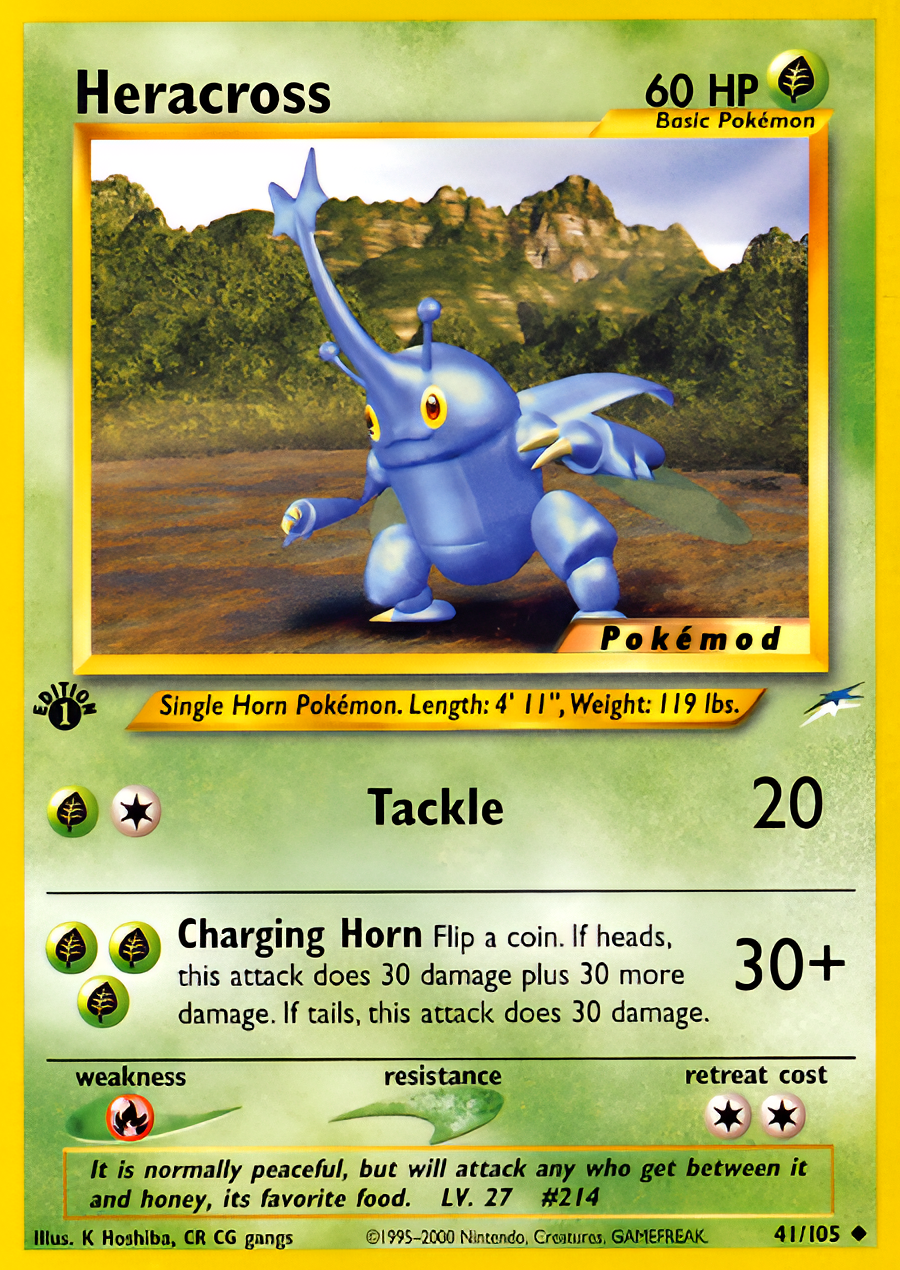 Heracross
60 HP
Basic Pokémon
Pokémod
EDITION
1
Single Horn Pokémon. Length: 4' 11", Weight: 119 lbs.
Tackle
20
Charging Horn Flip a coin. If heads,
this attack does 30 damage plus 30 more
damage. If tails, this attack does 30 damage.
30+
weakness
resistance
retreat cost
It is normally peaceful, but will attack any who get between it
and honey, its favorite food. LV. 27 #214
Illus. K Hoshiba, CR CG gangs
©1995-2000 Nintendo, Creatures, GAMEFREAK.
41/105